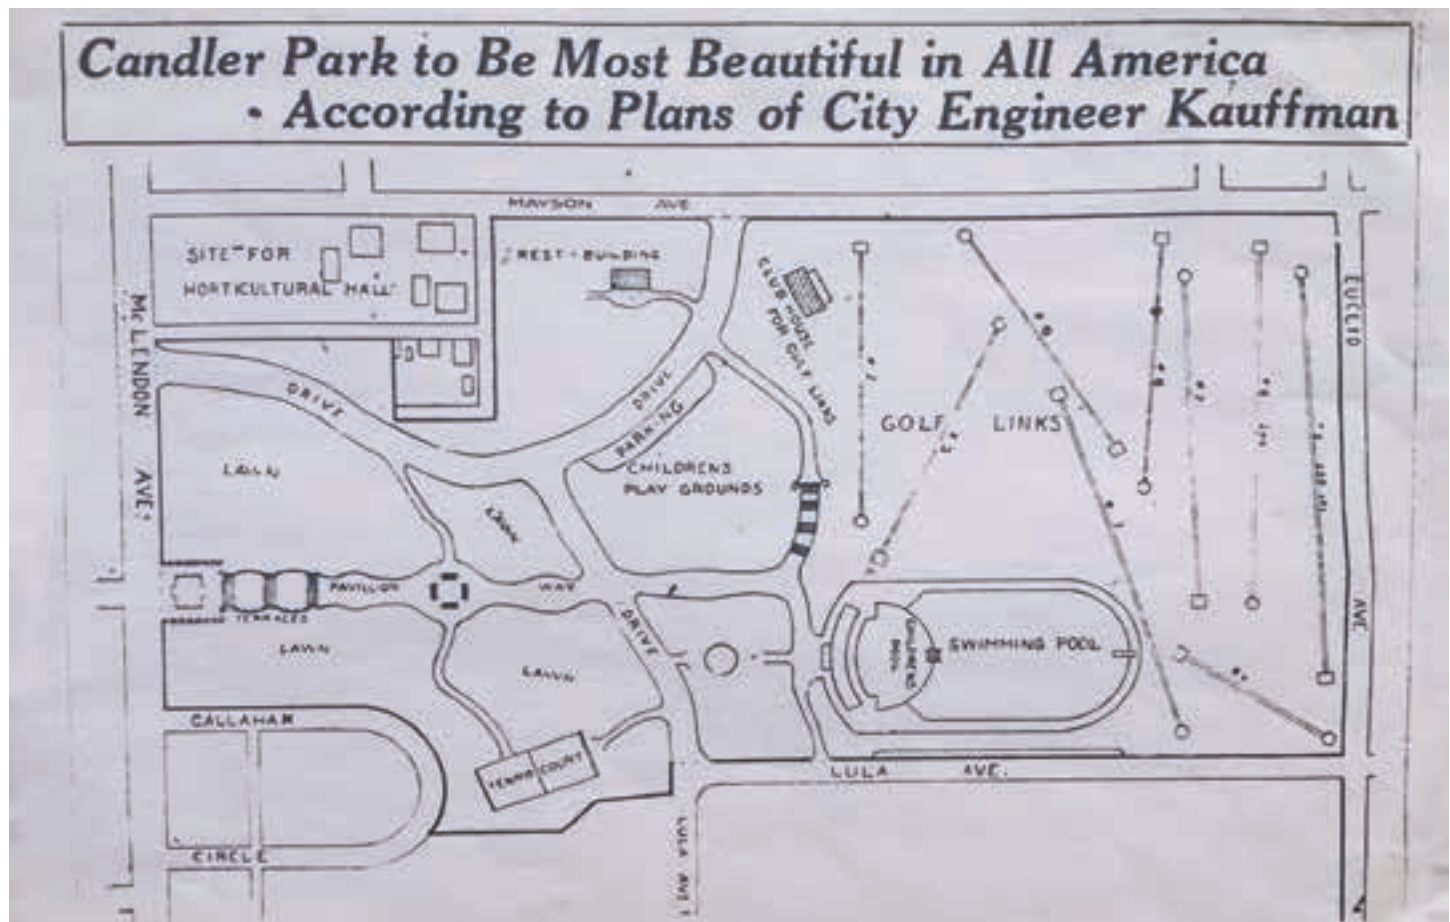 Candler Park to Be Most Beautiful in All America
• According to Plans of City Engineer Kauffman
MAYSON AVE
SITE FOR
HORTICULTURAL HALL
REST-BUILDING
CLUB HOUSE
FOR GOLF LINKS
McLENDON AVE.
EUCLID AVE
DRIVE
DRIVE
PARKING
GOLF LINKS
CHILDRENS
PLAY GROUNDS
LAWN
LAWN
PAVILLION
WAY
TERRACES
DRIVE
LAWN
LAWN
CHILDRENS
POOL
SWIMMING POOL
CALLAHAN
TENNIS COURT
LULA AVE.
CIRCLE
LULA AVE